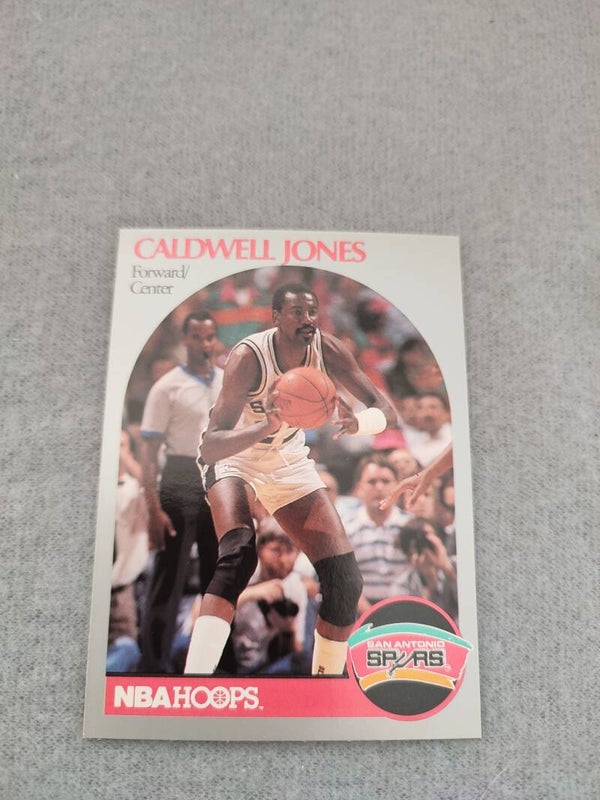 CALDWELL JONES
Forward/
Center
SAN ANTONIO
SPURS
NBA HOOPS